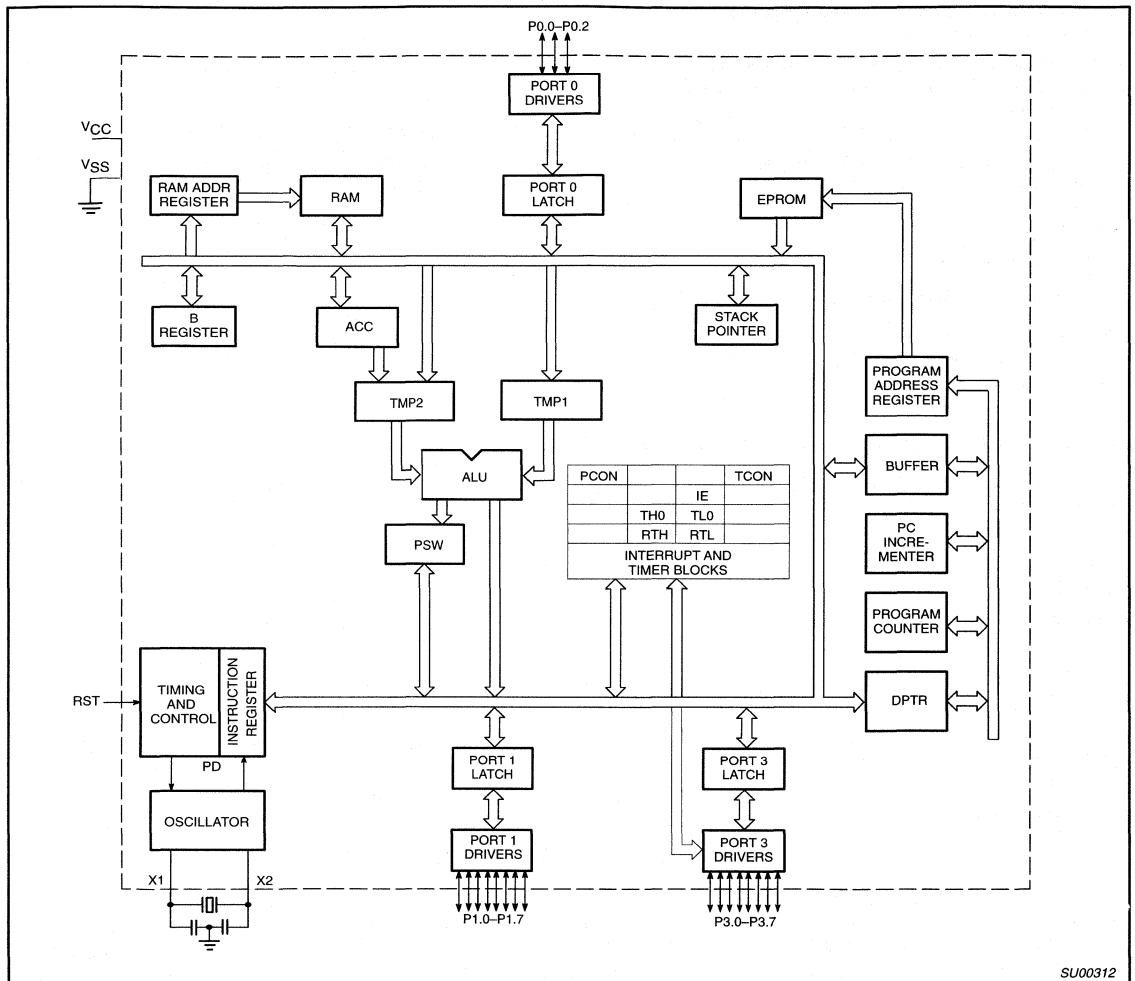 P0.0–P0.2
PORT 0
DRIVERS
VCC
VSS
RAM ADDR
REGISTER
RAM
PORT 0
LATCH
EPROM
B
REGISTER
ACC
STACK
POINTER
PROGRAM
ADDRESS
REGISTER
TMP2
TMP1
BUFFER
ALU
PCON TCON
IE
TH0 TL0
RTH RTL
INTERRUPT AND
TIMER BLOCKS
PSW
PC
INCRE-
MENTER
PROGRAM
COUNTER
RST
TIMING
AND
CONTROL
INSTRUCTION
REGISTER
DPTR
PD
PORT 1
LATCH
PORT 3
LATCH
OSCILLATOR
PORT 1
DRIVERS
PORT 3
DRIVERS
X1 X2
P1.0–P1.7
P3.0–P3.7
SU00312